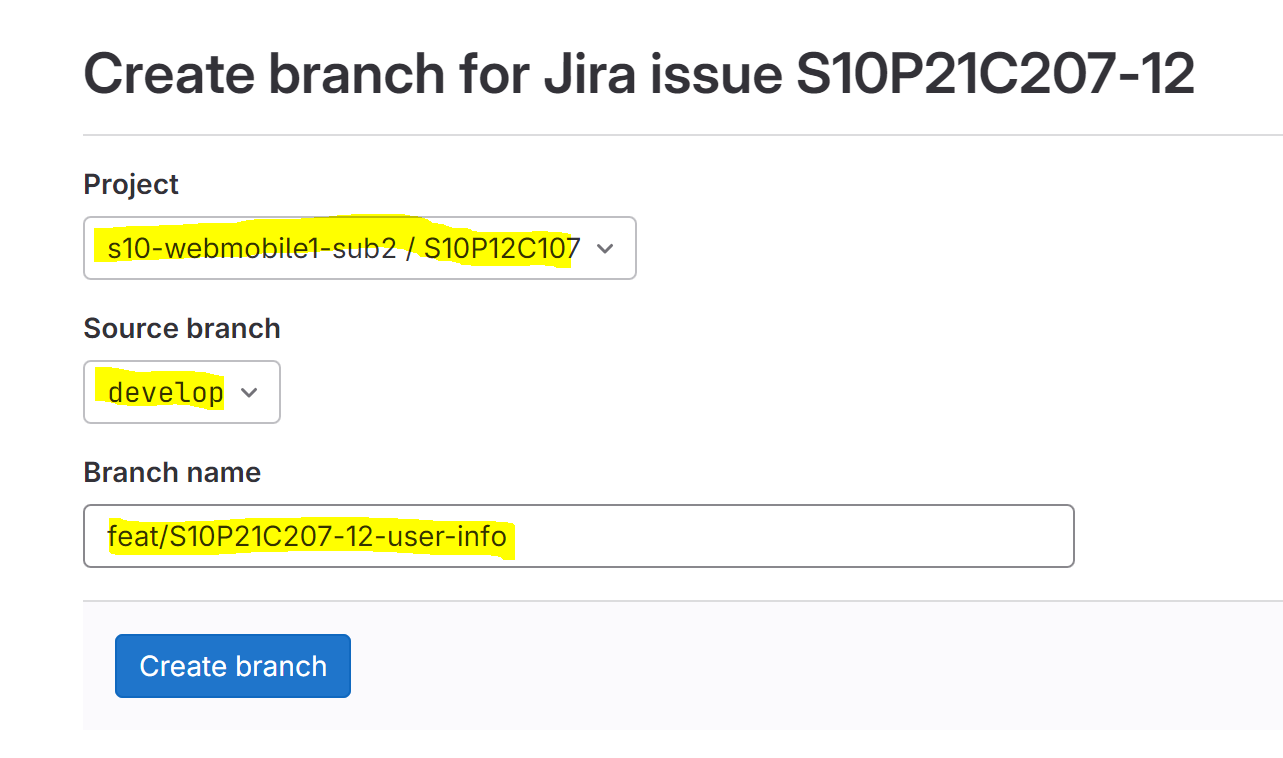 Create branch for Jira issue S10P21C207-12
Project
s10-webmobile1-sub2 / S10P12C107
Source branch
develop
Branch name
feat/S10P21C207-12-user-info
Create branch